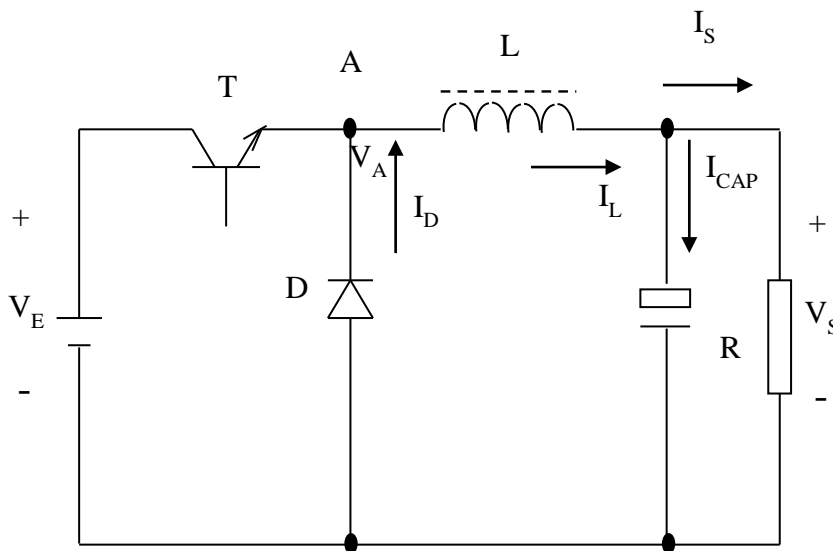 I_S
L
A
T
V_A
I_CAP
I_L
I_D
+
+
D
V_E
V_S
R
-
-